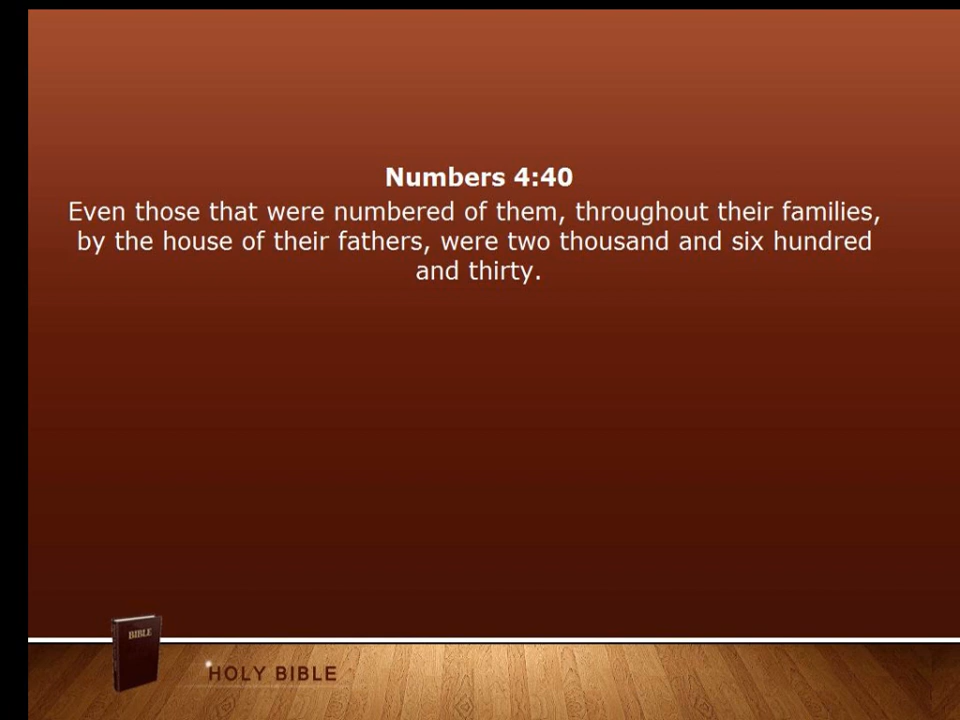 Numbers 4:40
Even those that were numbered of them, throughout their families,
by the house of their fathers, were two thousand and six hundred
and thirty.
BIBLE
HOLY BIBLE